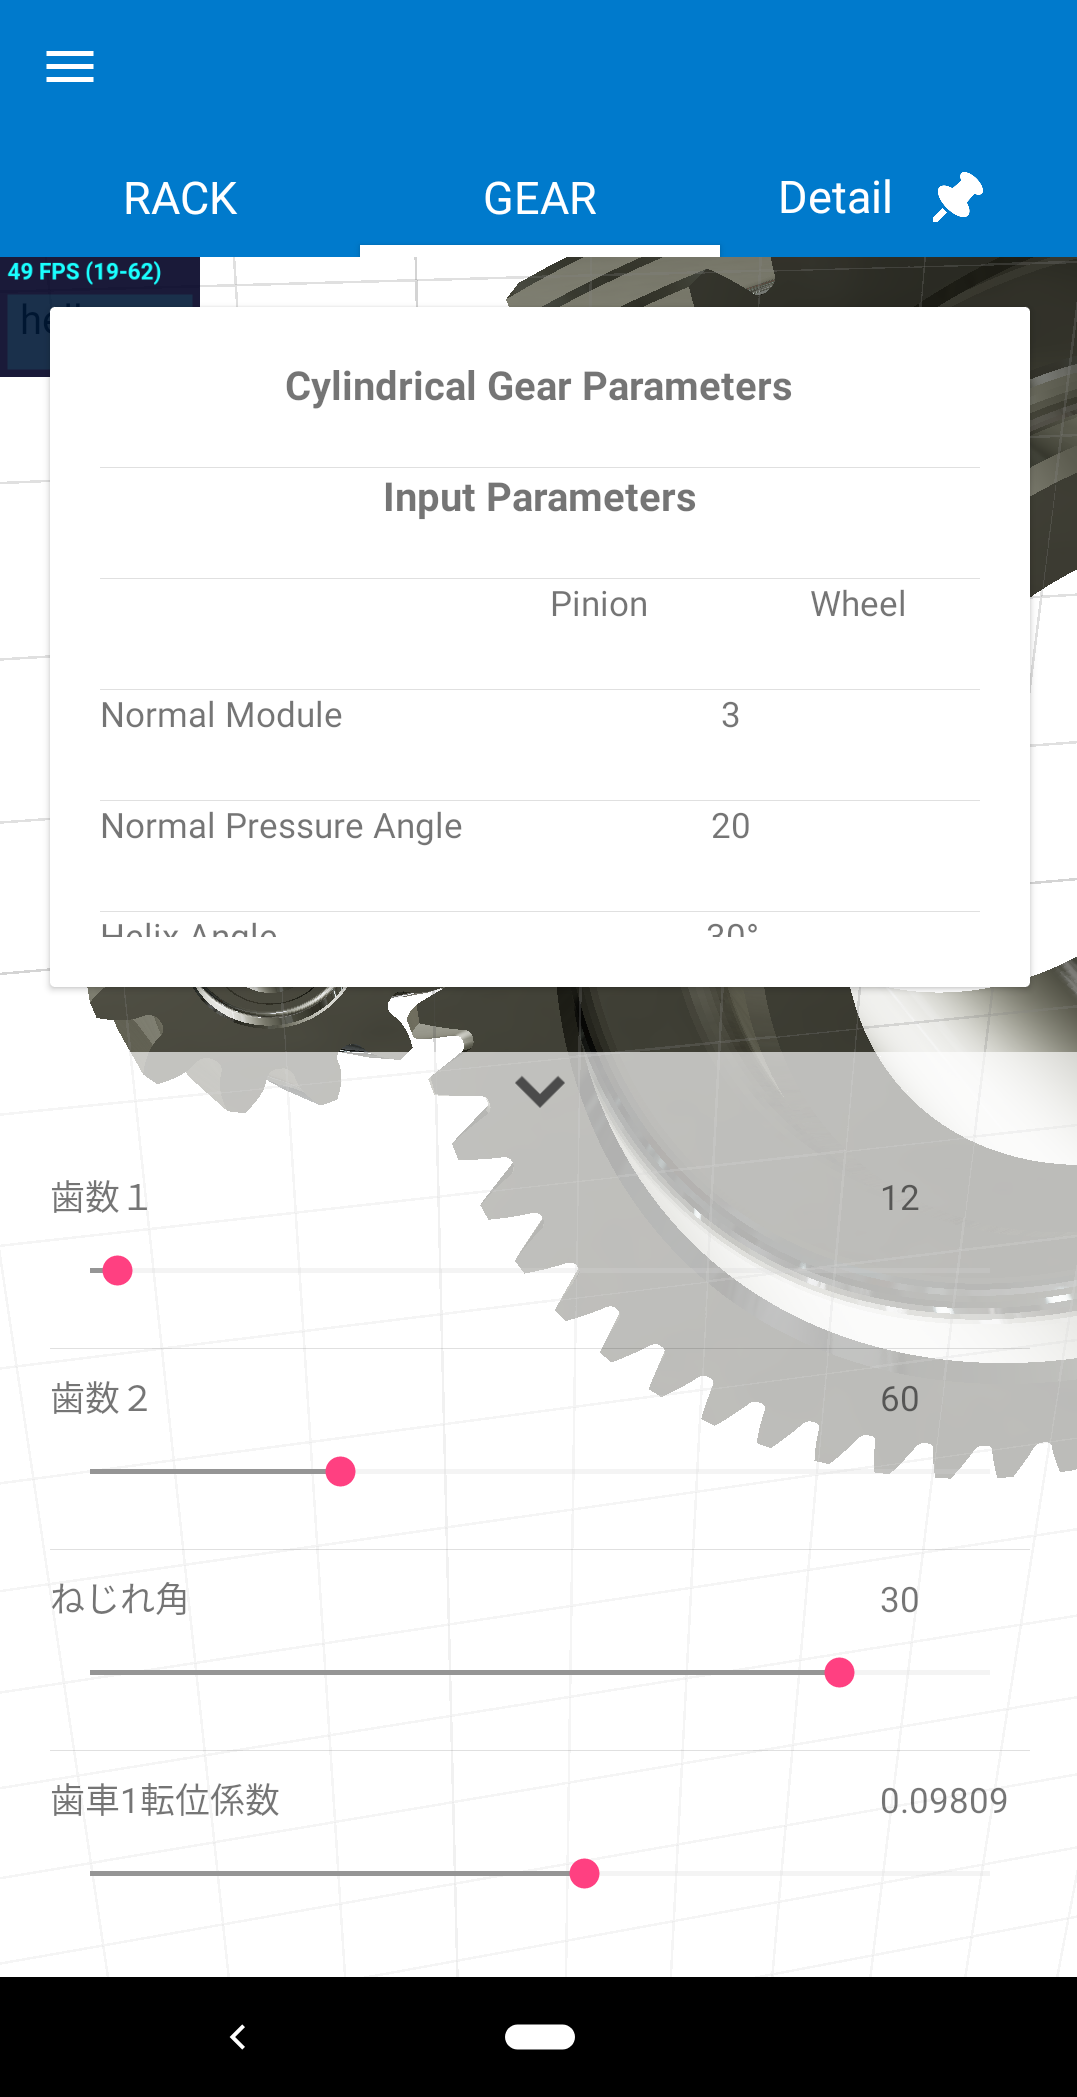 RACK GEAR Detail
49 FPS (19-62)
Cylindrical Gear Parameters
Input Parameters
Pinion Wheel
Normal Module 3
Normal Pressure Angle 20
Helix Angle 30°
歯数１ 12
歯数２ 60
ねじれ角 30
歯車1転位係数 0.09809